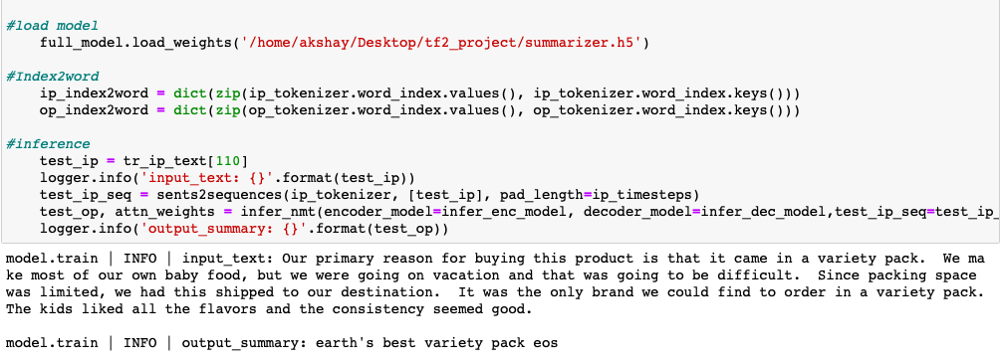 #load model
    full_model.load_weights('/home/akshay/Desktop/tf2_project/summarizer.h5')
#Index2word
    ip_index2word = dict(zip(ip_tokenizer.word_index.values(), ip_tokenizer.word_index.keys()))
    op_index2word = dict(zip(op_tokenizer.word_index.values(), op_tokenizer.word_index.keys()))
#inference
    test_ip = tr_ip_text[110]
    logger.info('input_text: {}'.format(test_ip))
    test_ip_seq = sents2sequences(ip_tokenizer, [test_ip], pad_length=ip_timesteps)
    test_op, attn_weights = infer_nmt(encoder_model=infer_enc_model, decoder_model=infer_dec_model,test_ip_seq=test_ip_
    logger.info('output_summary: {}'.format(test_op))
model.train | INFO | input_text: Our primary reason for buying this product is that it came in a variety pack.  We ma
ke most of our own baby food, but we were going on vacation and that was going to be difficult.  Since packing space
was limited, we had this shipped to our destination.  It was the only brand we could find to order in a variety pack.
The kids liked all the flavors and the consistency seemed good.
model.train | INFO | output_summary: earth's best variety pack eos